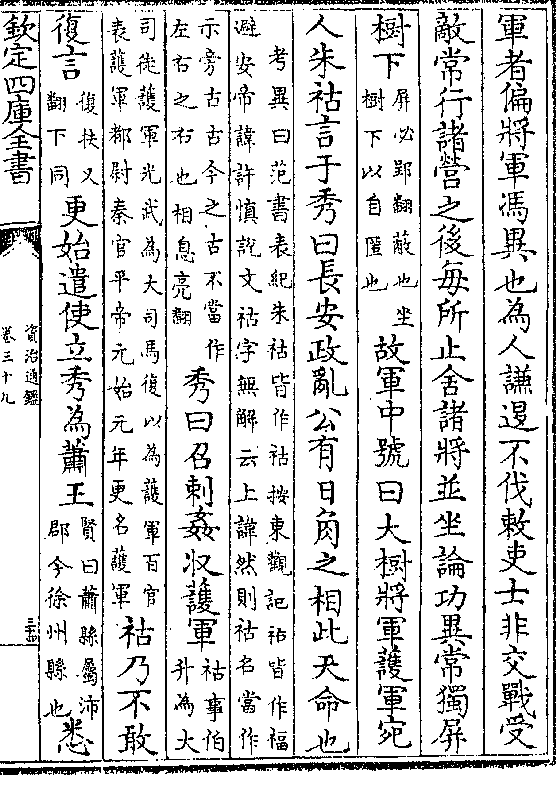 軍者偏將軍馮異也為人謙退不伐敕吏士非交戰受
敵常行諸營之後每所止舍諸將並坐論功異常獨屏
樹下屏必郢翻蔽也坐樹下以自匿也故軍中號曰大樹將軍護軍宛
人朱祜言于秀曰長安政亂公有日角之相此天命也
考異曰范書表紀朱祜皆作祜按東觀記祜皆作福
避安帝諱許慎說文祜字無解云上諱然則祜名當作
示旁古古今之古不當作左右之右也相息亮翻秀曰召刺姦收護軍祜事伯升為大
司徒護軍光武為大司馬復以為護軍百官表護軍都尉秦官平帝元始元年更名護軍祜乃不敢
復言復扶又翻下同更始遣使立秀為蕭王賢曰蕭縣屬沛郡今徐州縣也悉
欽定四庫全書
資治通鑑
卷三十九